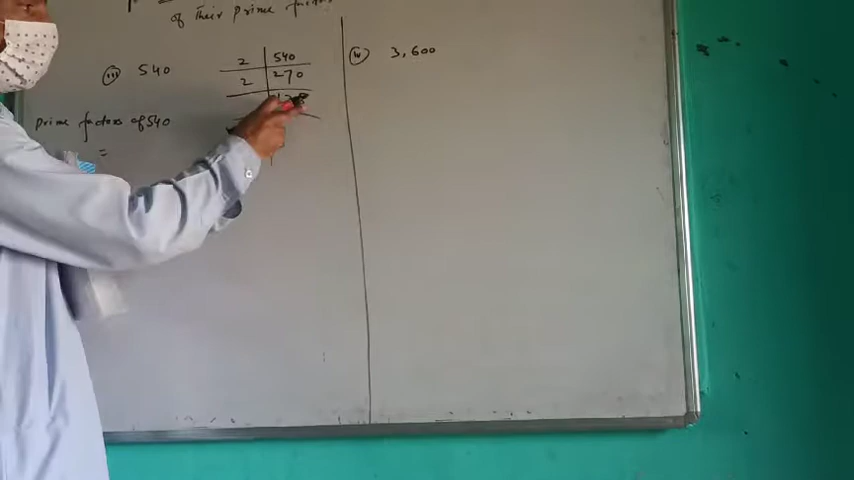 of their prime factors
(iii) 540
2 | 540
2 | 270
prime factors of 540
=
(iv) 3,600